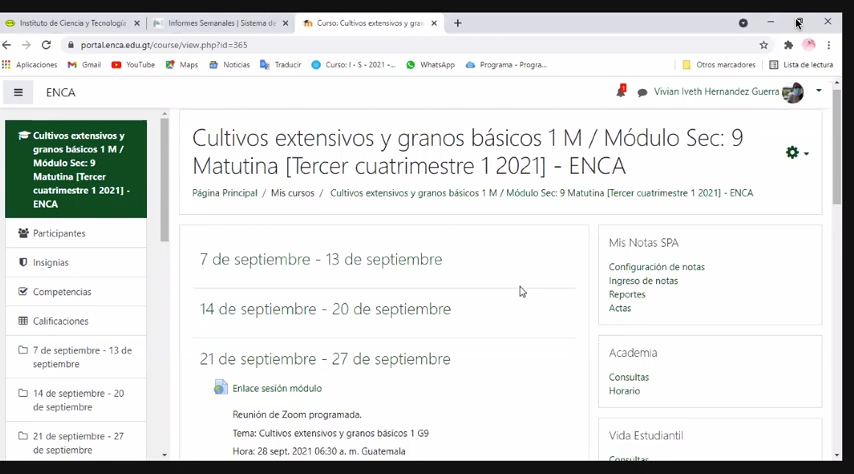 Instituto de Ciencia y Tecnología
Informes Semanales | Sistema de
Curso: Cultivos extensivos y gran
portal.enca.edu.gt/course/view.php?id=365
Aplicaciones
Gmail
YouTube
Maps
Noticias
Traducir
Curso: I - S - 2021 -...
WhatsApp
Programa - Progra...
Otros marcadores
Lista de lectura
ENCA
1
Vivian Iveth Hernandez Guerra
Cultivos extensivos y
granos básicos 1 M /
Módulo Sec: 9
Matutina [Tercer
cuatrimestre 1 2021] -
ENCA
Participantes
Insignias
Competencias
Calificaciones
7 de septiembre - 13 de
septiembre
14 de septiembre - 20
de septiembre
21 de septiembre - 27
de septiembre
Cultivos extensivos y granos básicos 1 M / Módulo Sec: 9
Matutina [Tercer cuatrimestre 1 2021] - ENCA
Página Principal / Mis cursos / Cultivos extensivos y granos básicos 1 M / Módulo Sec: 9 Matutina [Tercer cuatrimestre 1 2021] - ENCA
7 de septiembre - 13 de septiembre
14 de septiembre - 20 de septiembre
21 de septiembre - 27 de septiembre
Enlace sesión módulo
Reunión de Zoom programada.
Tema: Cultivos extensivos y granos básicos 1 G9
Hora: 28 sept. 2021 06:30 a. m. Guatemala
Mis Notas SPA
Configuración de notas
Ingreso de notas
Reportes
Actas
Academia
Consultas
Horario
Vida Estudiantil
Consultas